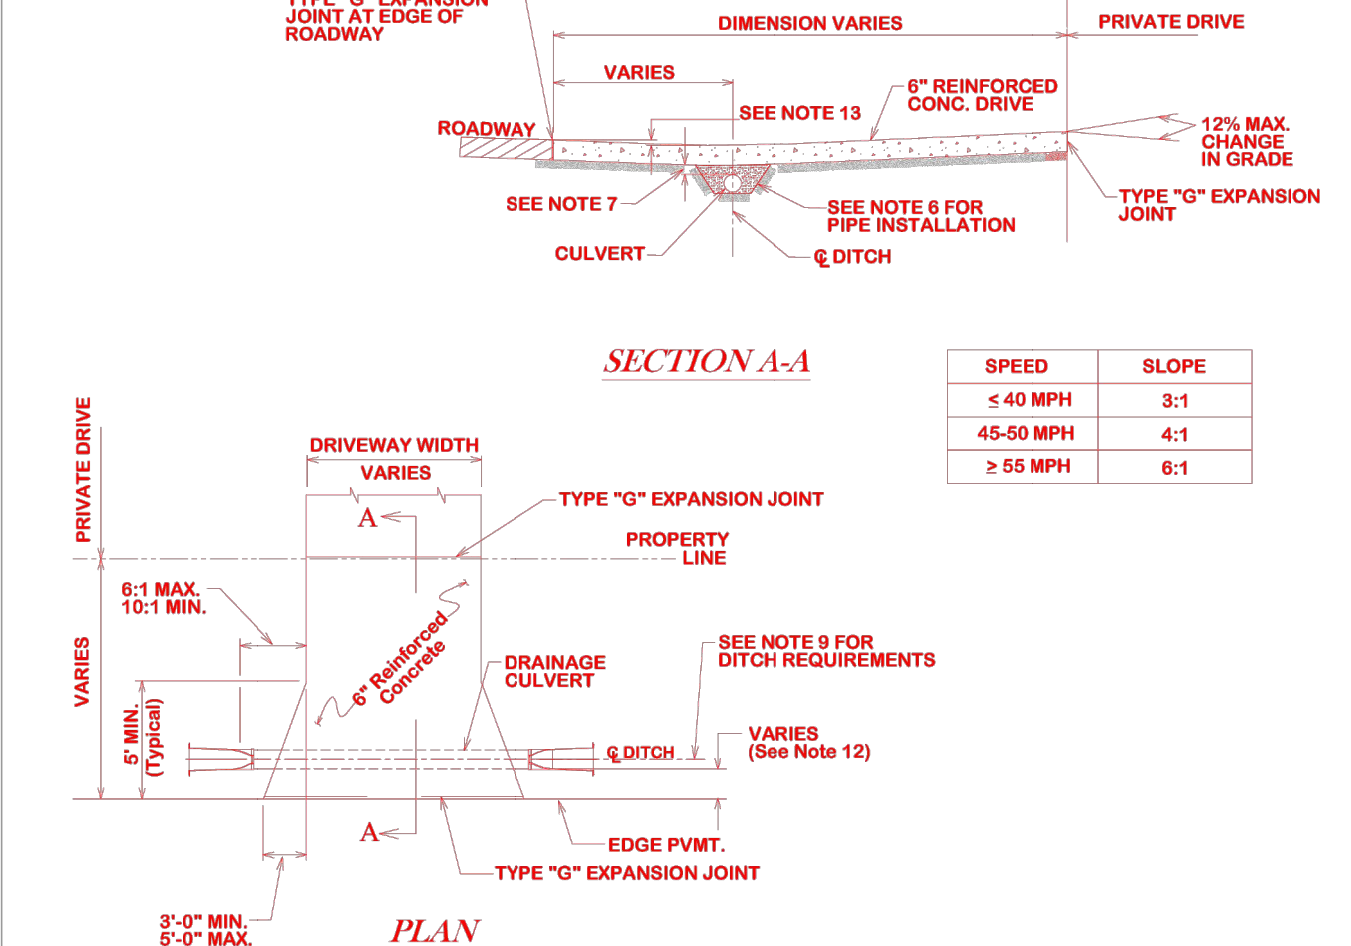 TYPE "G" EXPANSION
JOINT AT EDGE OF
ROADWAY
DIMENSION VARIES
PRIVATE DRIVE
VARIES
6" REINFORCED
CONC. DRIVE
SEE NOTE 13
ROADWAY
12% MAX.
CHANGE
IN GRADE
SEE NOTE 7
SEE NOTE 6 FOR
PIPE INSTALLATION
TYPE "G" EXPANSION
JOINT
CULVERT
℄ DITCH
SECTION A-A
SPEED SLOPE
≤ 40 MPH 3:1
45-50 MPH 4:1
≥ 55 MPH 6:1
PRIVATE DRIVE
DRIVEWAY WIDTH
VARIES
TYPE "G" EXPANSION JOINT
A
PROPERTY
LINE
6:1 MAX.
10:1 MIN.
VARIES
6" Reinforced
Concrete
DRAINAGE
CULVERT
SEE NOTE 9 FOR
DITCH REQUIREMENTS
5' MIN.
(Typical)
℄ DITCH
VARIES
(See Note 12)
A
EDGE PVMT.
TYPE "G" EXPANSION JOINT
3'-0" MIN.
5'-0" MAX.
PLAN